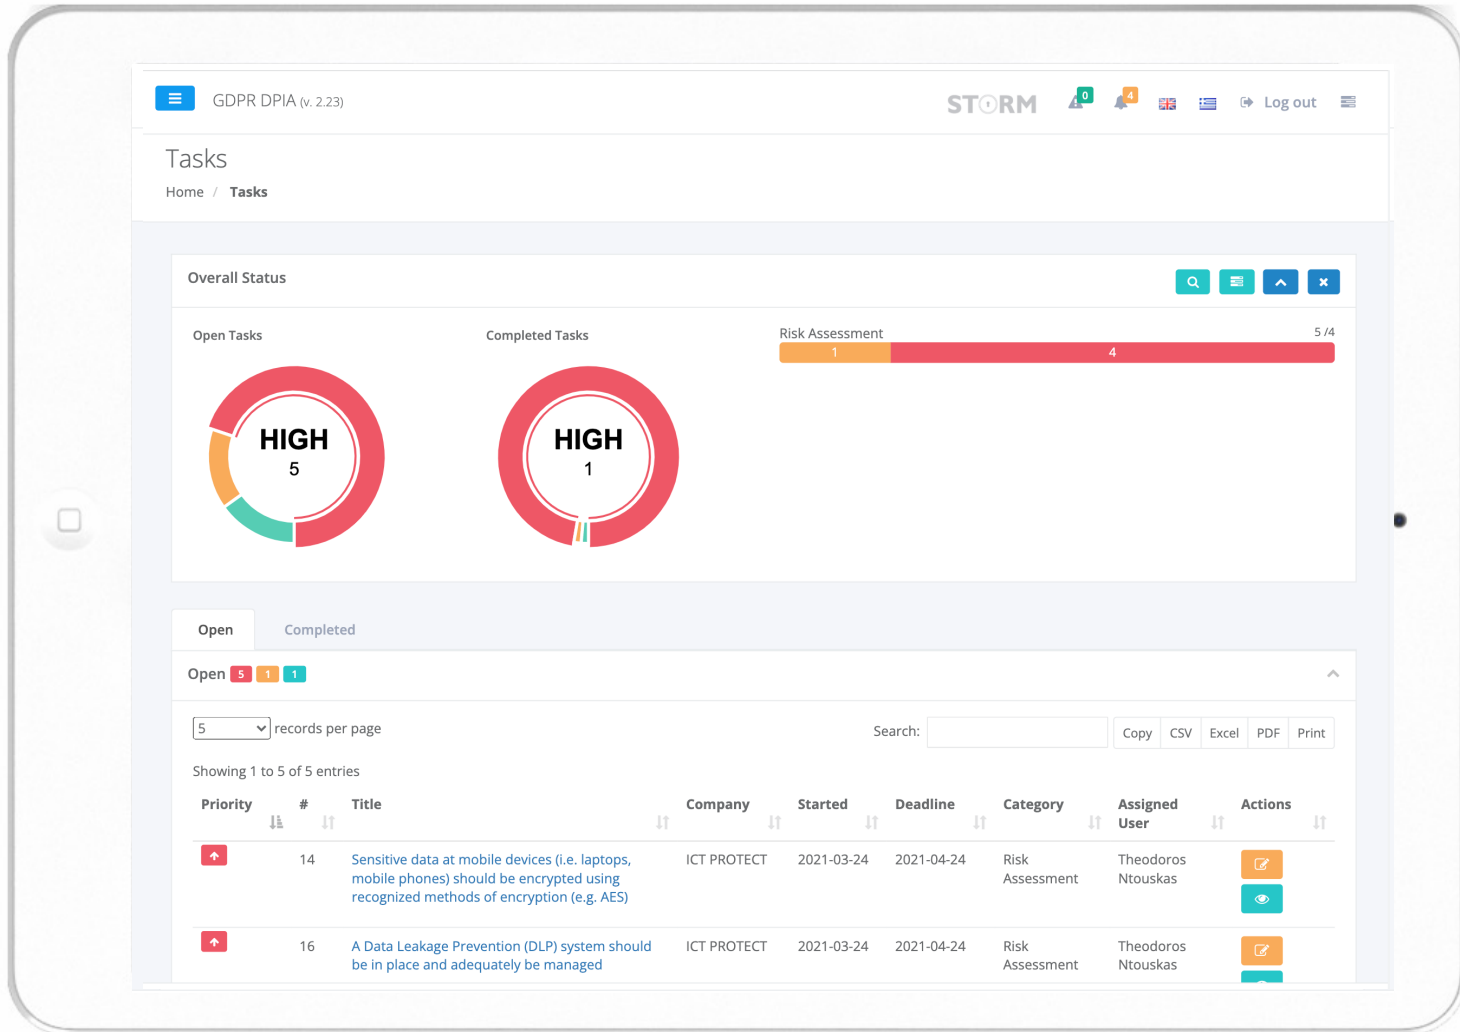 GDPR DPIA (v. 2.23)
STORM
0
4
Log out
Tasks
Home / Tasks
Overall Status
Open Tasks
Completed Tasks
Risk Assessment
5 /4
1
4
HIGH
5
HIGH
1
Open
Completed
Open 5 1 1
5 records per page
Search:
Copy CSV Excel PDF Print
Showing 1 to 5 of 5 entries
Priority # Title Company Started Deadline Category Assigned User Actions
14 Sensitive data at mobile devices (i.e. laptops, ICT PROTECT 2021-03-24 2021-04-24 Risk Theodoros
mobile phones) should be encrypted using Assessment Ntouskas
recognized methods of encryption (e.g. AES)
16 A Data Leakage Prevention (DLP) system should ICT PROTECT 2021-03-24 2021-04-24 Risk Theodoros
be in place and adequately be managed Assessment Ntouskas